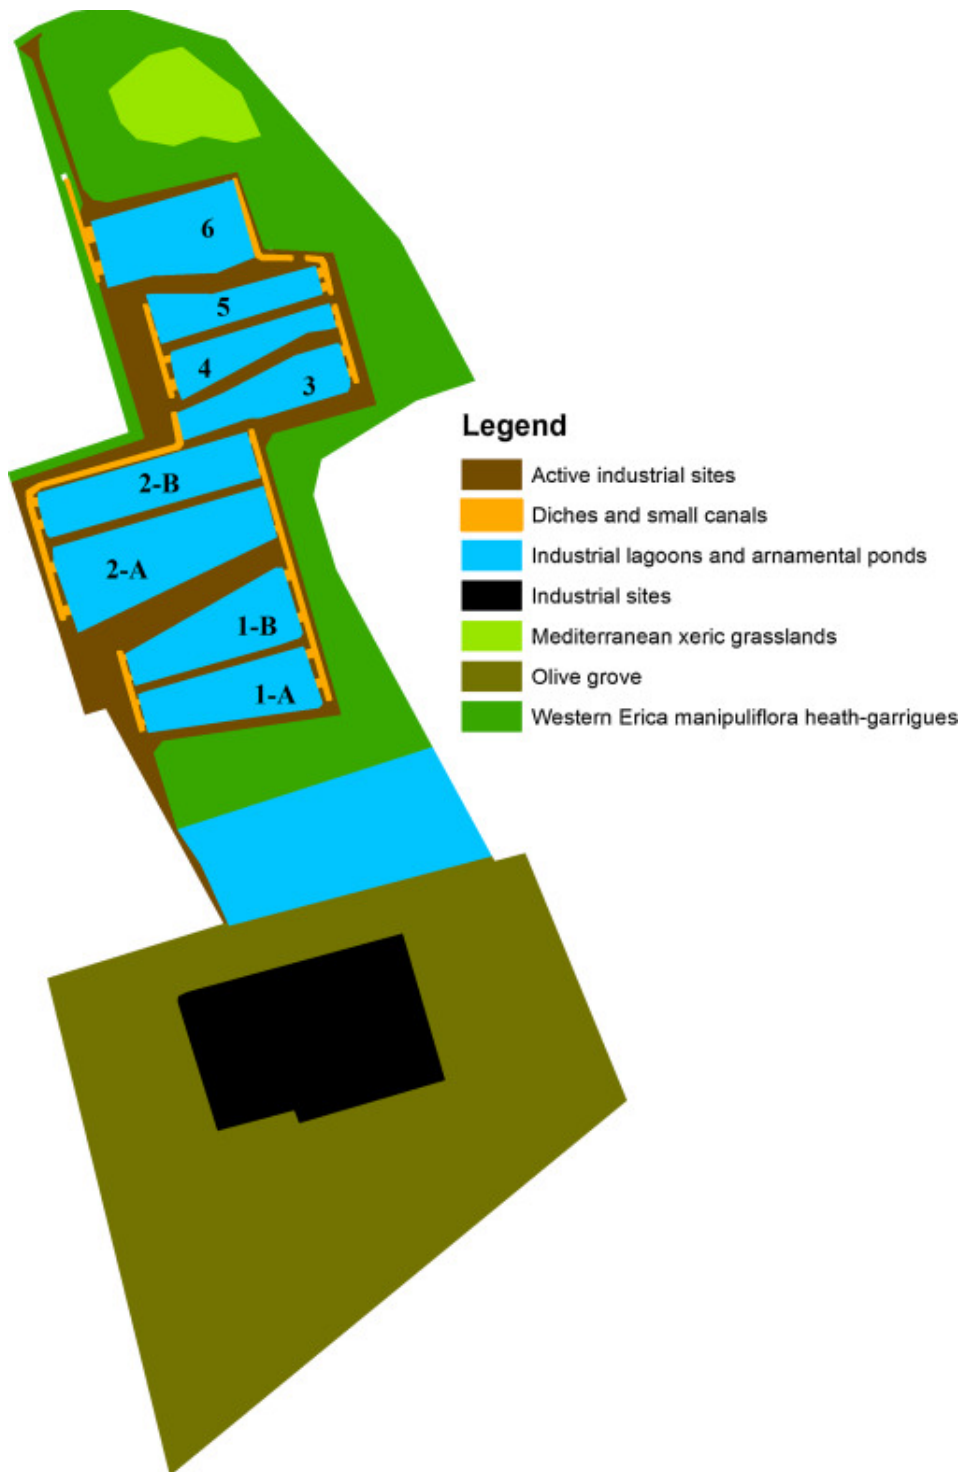 6
5
4
3
2-B
2-A
1-B
1-A
Legend
Active industrial sites
Diches and small canals
Industrial lagoons and arnamental ponds
Industrial sites
Mediterranean xeric grasslands
Olive grove
Western Erica manipuliflora heath-garrigues